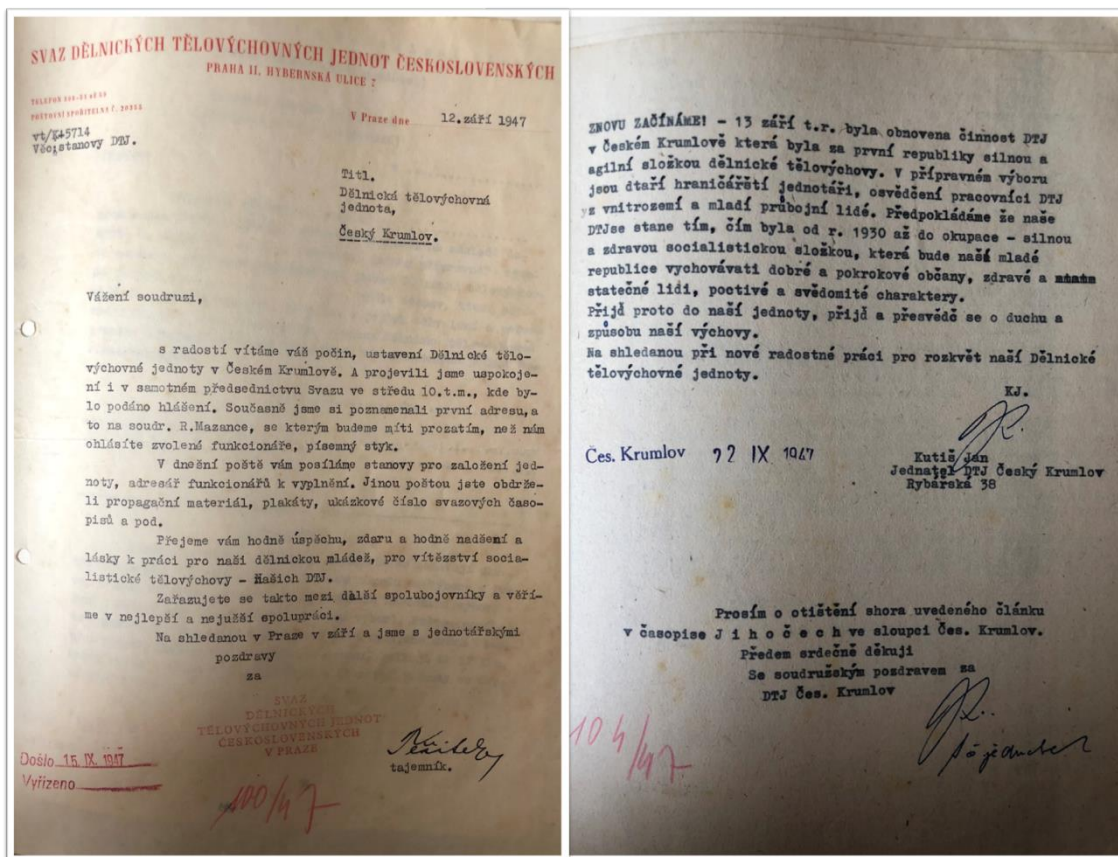 SVAZ DĚLNICKÝCH TĚLOVÝCHOVNÝCH JEDNOT ČESKOSLOVENSKÝCH
PRAHA II, HYBERNSKÁ ULICE 7
TELEFON
POŠTOVNÍ SPOŘITELNY Č.
V Praze dne 12.září 1947
Věc:stanovy DTJ.
Titl.
Dělnická tělovýchovná
jednota,
Český Krumlov.
Vážení soudruzi,
s radostí vítáme váš počin, ustavení Dělnické tělo-
výchovné jednoty v Českém Krumlově. A projevili jsme uspokoje-
ní i v samotném předsednictvu Svazu ve středu 10.t.m., kde by-
lo podáno hlášení. Současně jsme si poznamenali první adresu,a
to na soudr. R.Mazance, se kterým budeme míti prozatím, než nám
ohlásíte zvolené funkcionáře, písemný styk.
V dnešní poště vám posíláme stanovy pro založení jed-
noty, adresář funkcionářů k vyplnění. Jinou poštou jste obdrže-
li propagační materiál, plakáty, ukázkové číslo svazových časo-
pisů a pod.
Přejeme vám hodně úspěchu, zdaru a hodně nadšení a
lásky k práci pro naši dělnickou mládež, pro vítězství socia-
listické tělovýchovy - našich DTJ.
Zařazujete se takto mezi další spolubojovníky a věří-
me v nejlepší a nejužší spolupráci.
Na shledanou v Praze v září a jsme s jednotářskými
pozdravy
za
SVAZ
DĚLNICKÝCH
TĚLOVÝCHOVNÝCH JEDNOT
ČESKOSLOVENSKÝCH
V PRAZE
tajemník.
Došlo 15. IX. 1947
Vyřízeno
100/47
ZNOVU ZAČÍNÁME! - 13 září t.r. byla obnovena činnost DTJ
v Českém Krumlově která byla za první republiky silnou a
agilní složkou dělnické tělovýchovy. V přípravném výboru
jsou dtaří hraničářští jednotáři, osvědčení pracovníci DTJ
z vnitrozemí a mladí průbojní lidé. Předpokládáme že naše
DTJse stane tím, čím byla od r. 1930 až do okupace - silnou
a zdravou socialistickou složkou, která bude naší mladé
republice vychovávati dobré a pokrokové občany, zdravé a
statečné lidi, poctivé a svědomité charaktery.
Přijď proto do naší jednoty, přijď a přesvědč se o duchu a
způsobu naší výchovy.
Na shledanou při nové radostné práci pro rozkvět naší Dělnické
tělovýchovné jednoty.
KJ.
Čes. Krumlov 22 IX 1947
Kutiš Jan
Jednatel DTJ Český Krumlov
Rybářská 38
Prosím o otištění shora uvedeného článku
v časopise J i h o č e c h ve sloupci Čes. Krumlov.
Předem srdečně děkuji
Se soudružským pozdravem za
DTJ Čes. Krumlov
104/47